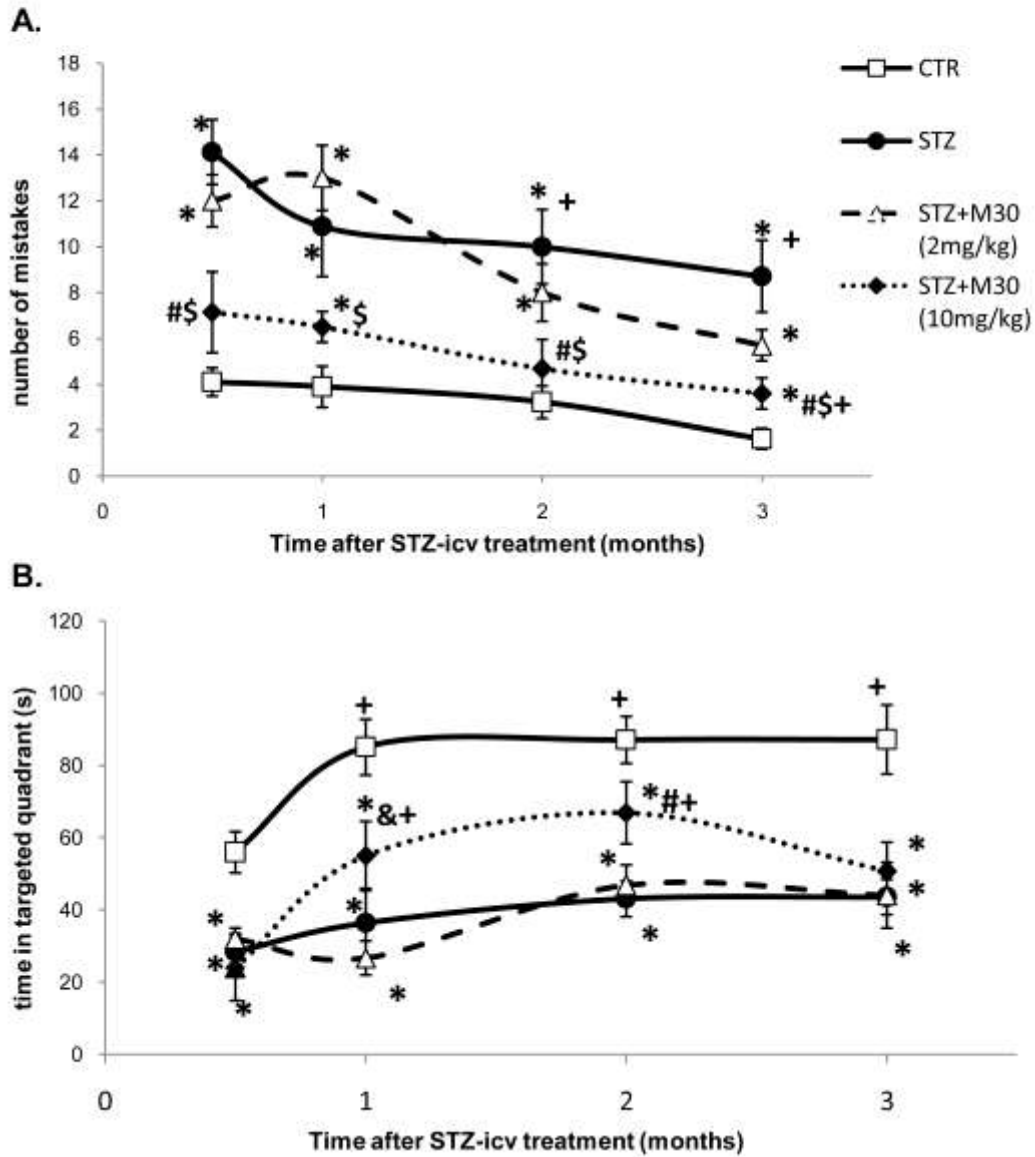 A.
18
16
14
12
10
8
6
4
2
0
number of mistakes
* * * + * +
* * * *
#$ *$ #$ *#$+
0 1 2 3
Time after STZ-icv treatment (months)
CTR
STZ
STZ+M30
(2mg/kg)
STZ+M30
(10mg/kg)
B.
120
100
80
60
40
20
0
time in targeted quadrant (s)
+ + +
*&+ *#+ *
* * * *
* * * *
*
0 1 2 3
Time after STZ-icv treatment (months)